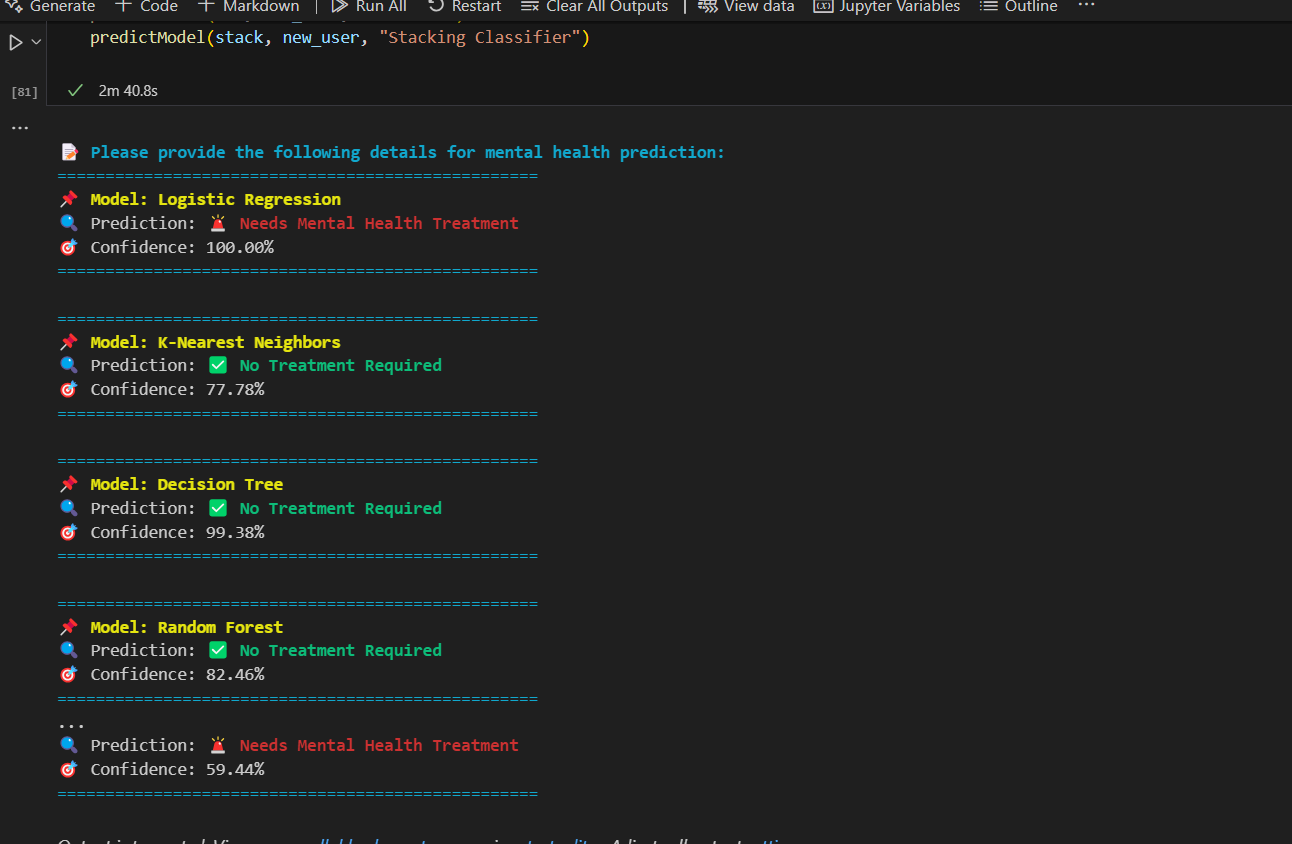 Generate + Code + Markdown | Run All Restart Clear All Outputs | View data Jupyter Variables Outline ...
predictModel(stack, new_user, "Stacking Classifier")
[81] ✓ 2m 40.8s
...
📝 Please provide the following details for mental health prediction:
==================================================
📌 Model: Logistic Regression
🔍 Prediction: 🚨 Needs Mental Health Treatment
🎯 Confidence: 100.00%
==================================================
==================================================
📌 Model: K-Nearest Neighbors
🔍 Prediction: ✅ No Treatment Required
🎯 Confidence: 77.78%
==================================================
==================================================
📌 Model: Decision Tree
🔍 Prediction: ✅ No Treatment Required
🎯 Confidence: 99.38%
==================================================
==================================================
📌 Model: Random Forest
🔍 Prediction: ✅ No Treatment Required
🎯 Confidence: 82.46%
==================================================
...
🔍 Prediction: 🚨 Needs Mental Health Treatment
🎯 Confidence: 59.44%
==================================================